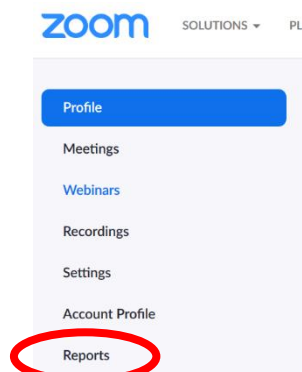 zoom SOLUTIONS PL
Profile
Meetings
Webinars
Recordings
Settings
Account Profile
Reports